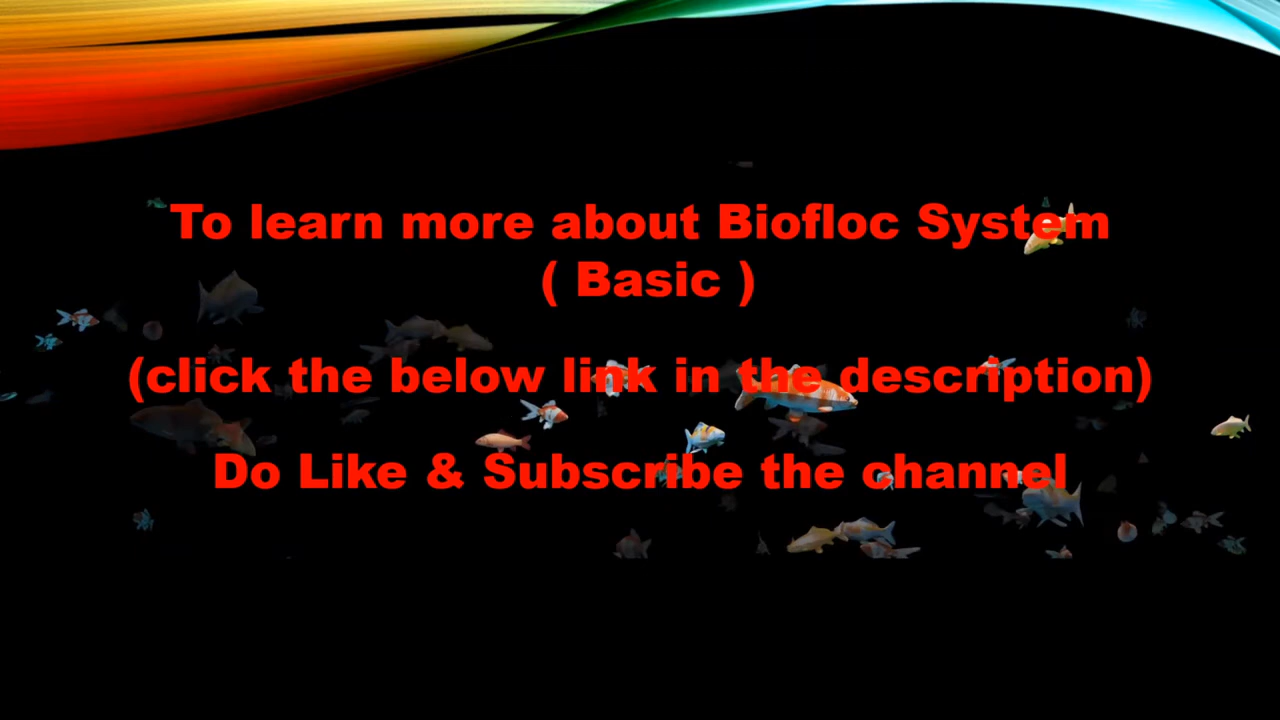 To learn more about Biofloc System
( Basic )
(click the below link in the description)
Do Like & Subscribe the channel